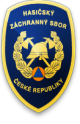 HASIČSKÝ
ZÁCHRANNÝ SBOR
ČESKÉ REPUBLIKY